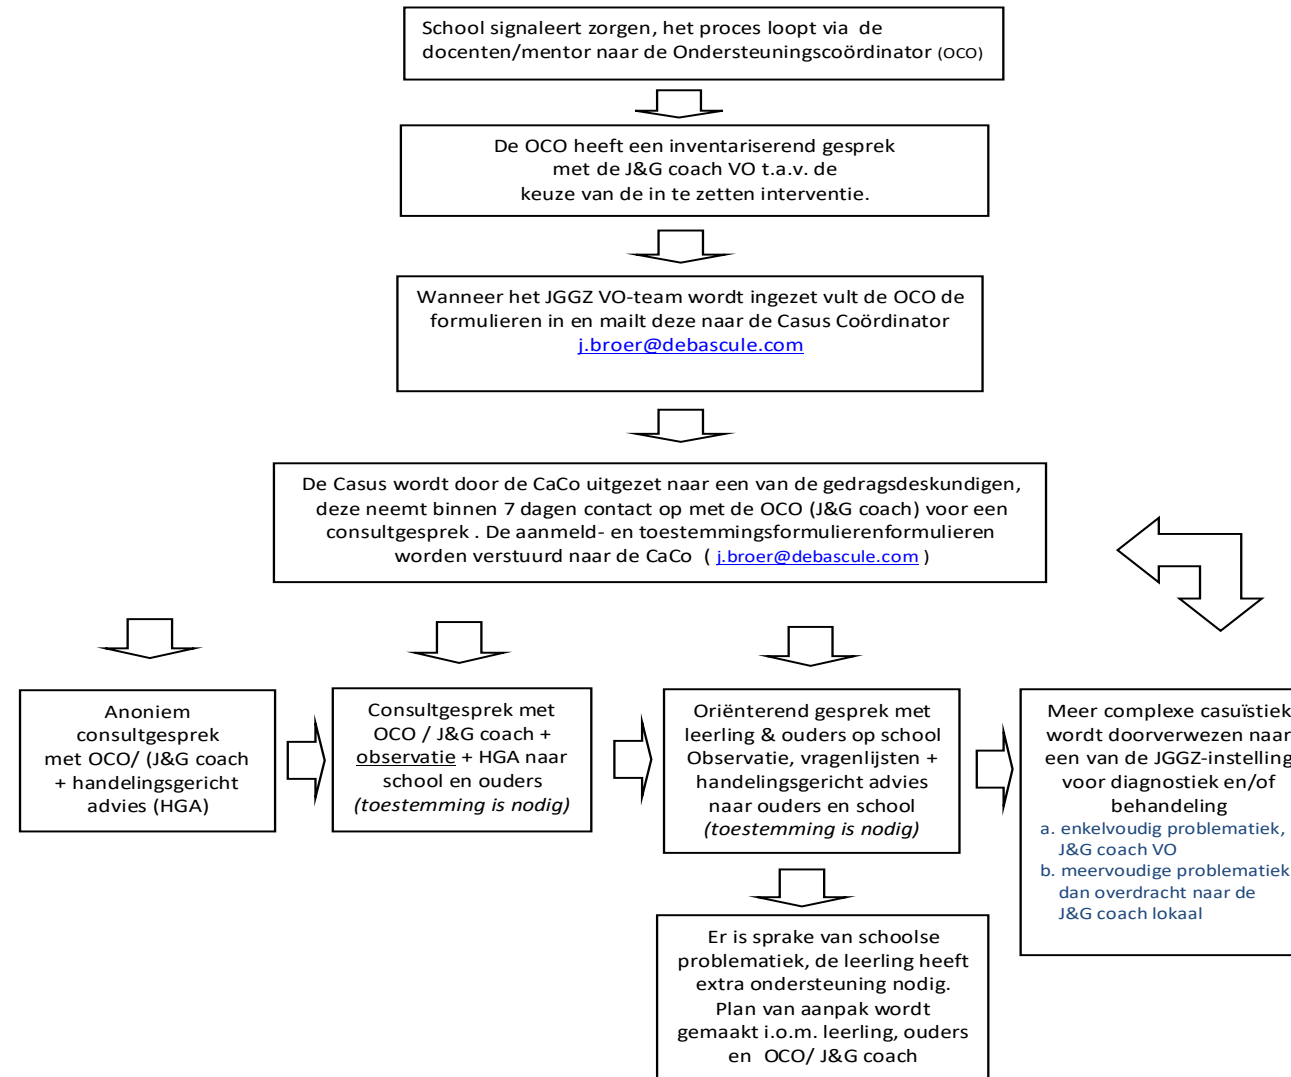 School signaleert zorgen, het proces loopt via de
docenten/mentor naar de Ondersteuningscoördinator (OCO)
De OCO heeft een inventariserend gesprek
met de J&G coach VO t.a.v. de
keuze van de in te zetten interventie.
Wanneer het JGGZ VO-team wordt ingezet vult de OCO de
formulieren in en mailt deze naar de Casus Coördinator
j.broer@debascule.com
De Casus wordt door de CaCo uitgezet naar een van de gedragsdeskundigen,
deze neemt binnen 7 dagen contact op met de OCO (J&G coach) voor een
consultgesprek . De aanmeld- en toestemmingsformulierenformulieren
worden verstuurd naar de CaCo ( j.broer@debascule.com )
Anoniem
consultgesprek
met OCO/ (J&G coach
+ handelingsgericht
advies (HGA)
Consultgesprek met
OCO / J&G coach +
observatie + HGA naar
school en ouders
(toestemming is nodig)
Oriënterend gesprek met
leerling & ouders op school
Observatie, vragenlijsten +
handelingsgericht advies
naar ouders en school
(toestemming is nodig)
Meer complexe casuïstiek
wordt doorverwezen naar
een van de JGGZ-instelling
voor diagnostiek en/of
behandeling
a. enkelvoudig problematiek,
J&G coach VO
b. meervoudige problematiek
dan overdracht naar de
J&G coach lokaal
Er is sprake van schoolse
problematiek, de leerling heeft
extra ondersteuning nodig.
Plan van aanpak wordt
gemaakt i.o.m. leerling, ouders
en OCO/ J&G coach